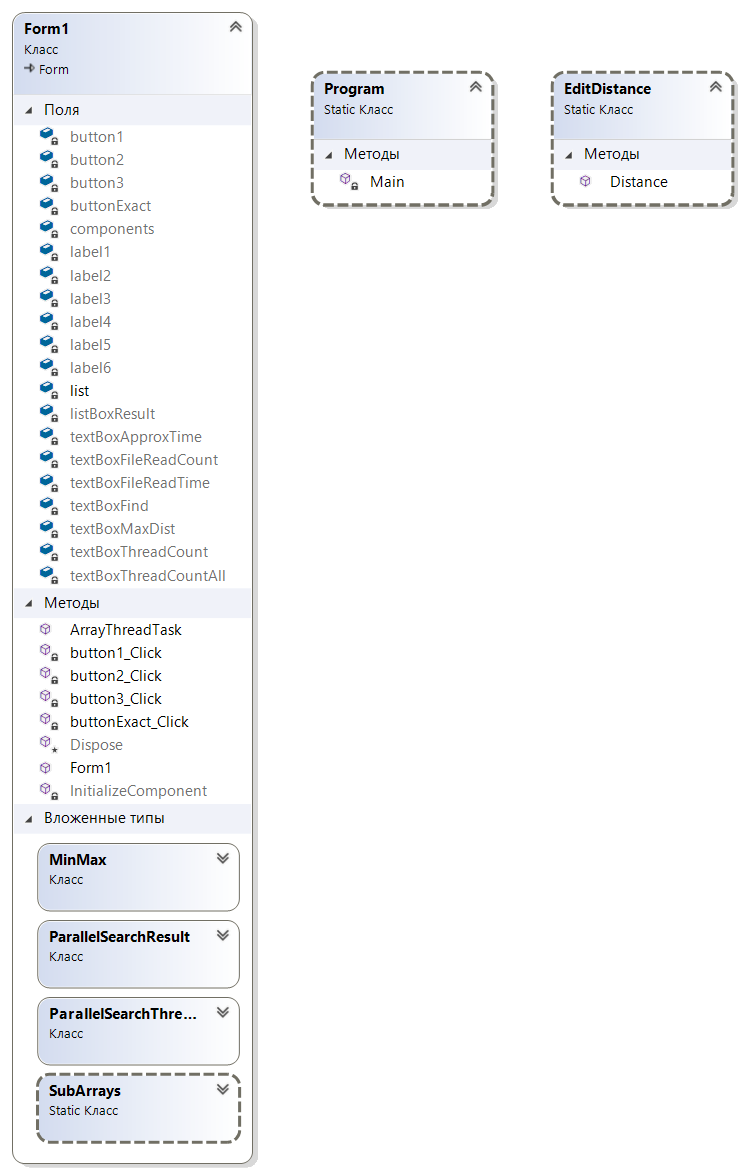 Form1
Класс
Form
Поля
button1
button2
button3
buttonExact
components
label1
label2
label3
label4
label5
label6
list
listBoxResult
textBoxApproxTime
textBoxFileReadCount
textBoxFileReadTime
textBoxFind
textBoxMaxDist
textBoxThreadCount
textBoxThreadCountAll
Методы
ArrayThreadTask
button1_Click
button2_Click
button3_Click
buttonExact_Click
Dispose
Form1
InitializeComponent
Вложенные типы
MinMax
Класс
ParallelSearchResult
Класс
ParallelSearchThre...
Класс
SubArrays
Static Класс
Program
Static Класс
Методы
Main
EditDistance
Static Класс
Методы
Distance